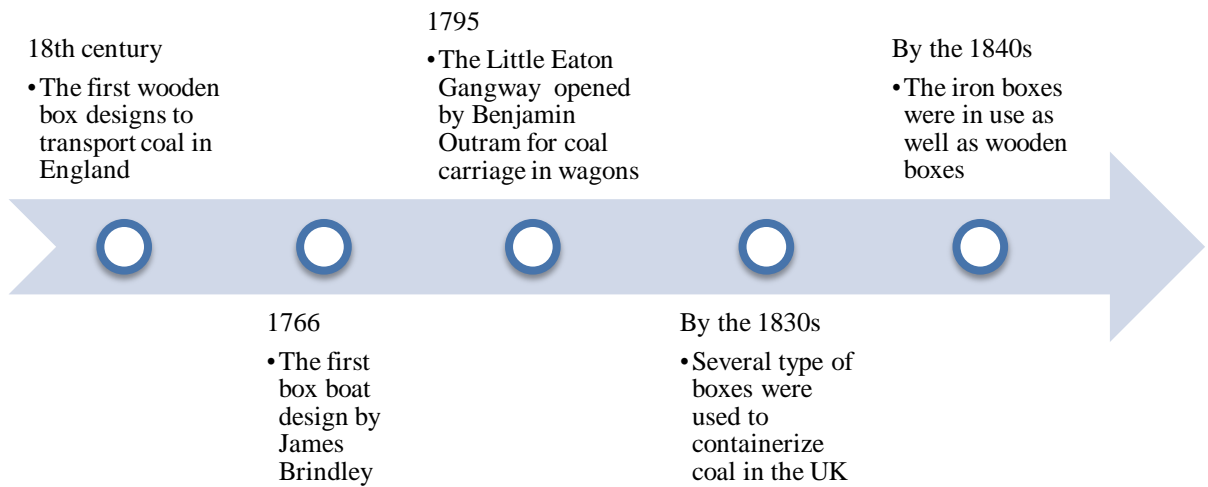 18th century
•The first wooden
box designs to
transport coal in
England
1766
•The first
box boat
design by
James
Brindley
1795
•The Little Eaton
Gangway opened
by Benjamin
Outram for coal
carriage in wagons
By the 1830s
•Several type of
boxes were
used to
containerize
coal in the UK
By the 1840s
•The iron boxes
were in use as
well as wooden
boxes